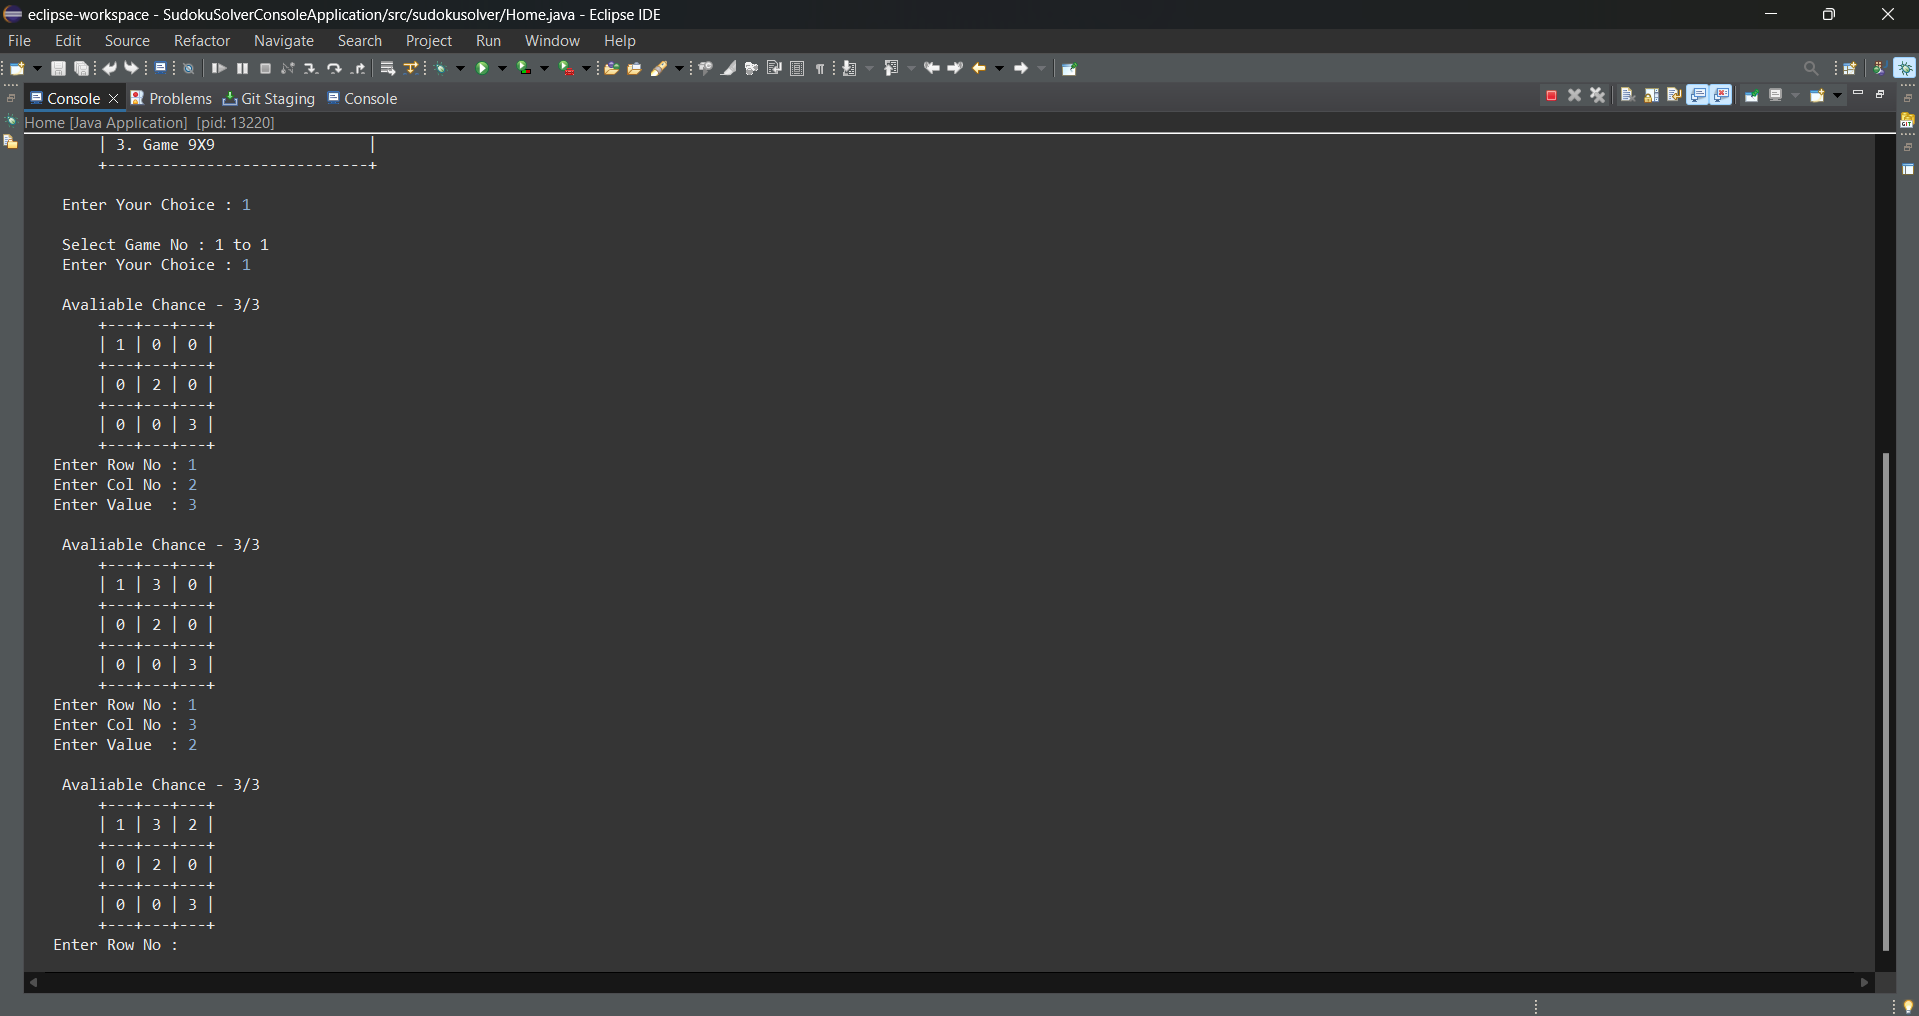 eclipse-workspace - SudokuSolverConsoleApplication/src/sudokusolver/Home.java - Eclipse IDE
File Edit Source Refactor Navigate Search Project Run Window Help
Console Problems Git Staging Console
Home [Java Application] [pid: 13220]
| 3. Game 9X9 |
+-----------------------------+
Enter Your Choice : 1
Select Game No : 1 to 1
Enter Your Choice : 1
Avaliable Chance - 3/3
+---+---+---+
| 1 | 0 | 0 |
+---+---+---+
| 0 | 2 | 0 |
+---+---+---+
| 0 | 0 | 3 |
+---+---+---+
Enter Row No : 1
Enter Col No : 2
Enter Value  : 3
Avaliable Chance - 3/3
+---+---+---+
| 1 | 3 | 0 |
+---+---+---+
| 0 | 2 | 0 |
+---+---+---+
| 0 | 0 | 3 |
+---+---+---+
Enter Row No : 1
Enter Col No : 3
Enter Value  : 2
Avaliable Chance - 3/3
+---+---+---+
| 1 | 3 | 2 |
+---+---+---+
| 0 | 2 | 0 |
+---+---+---+
| 0 | 0 | 3 |
+---+---+---+
Enter Row No :